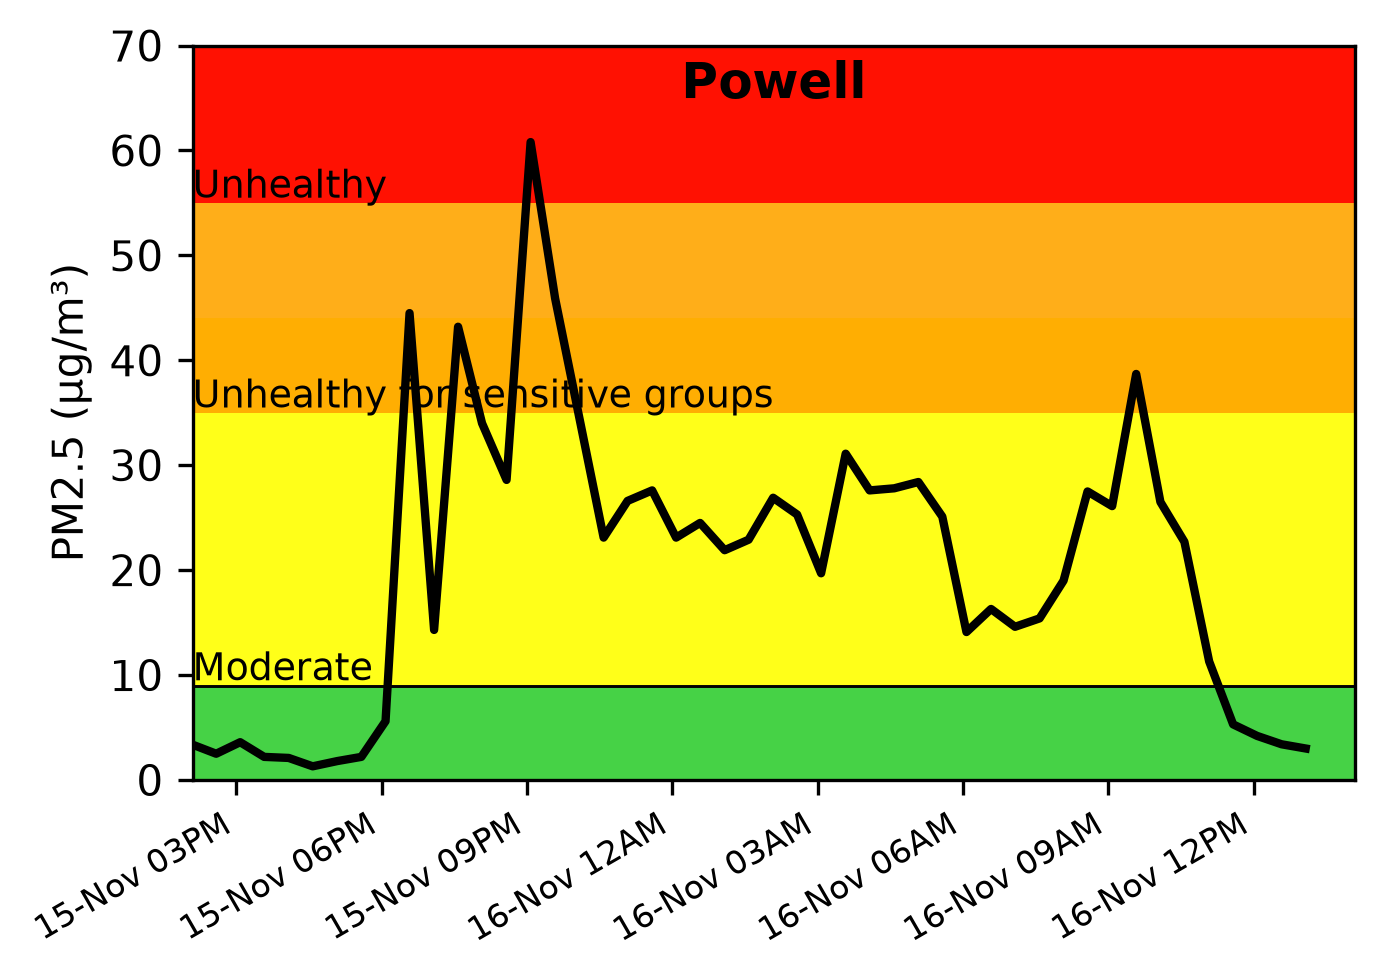 Powell
PM2.5 (µg/m³)
70
60
50
40
30
20
10
0
Unhealthy
Unhealthy for sensitive groups
Moderate
15-Nov 03PM
15-Nov 06PM
15-Nov 09PM
16-Nov 12AM
16-Nov 03AM
16-Nov 06AM
16-Nov 09AM
16-Nov 12PM